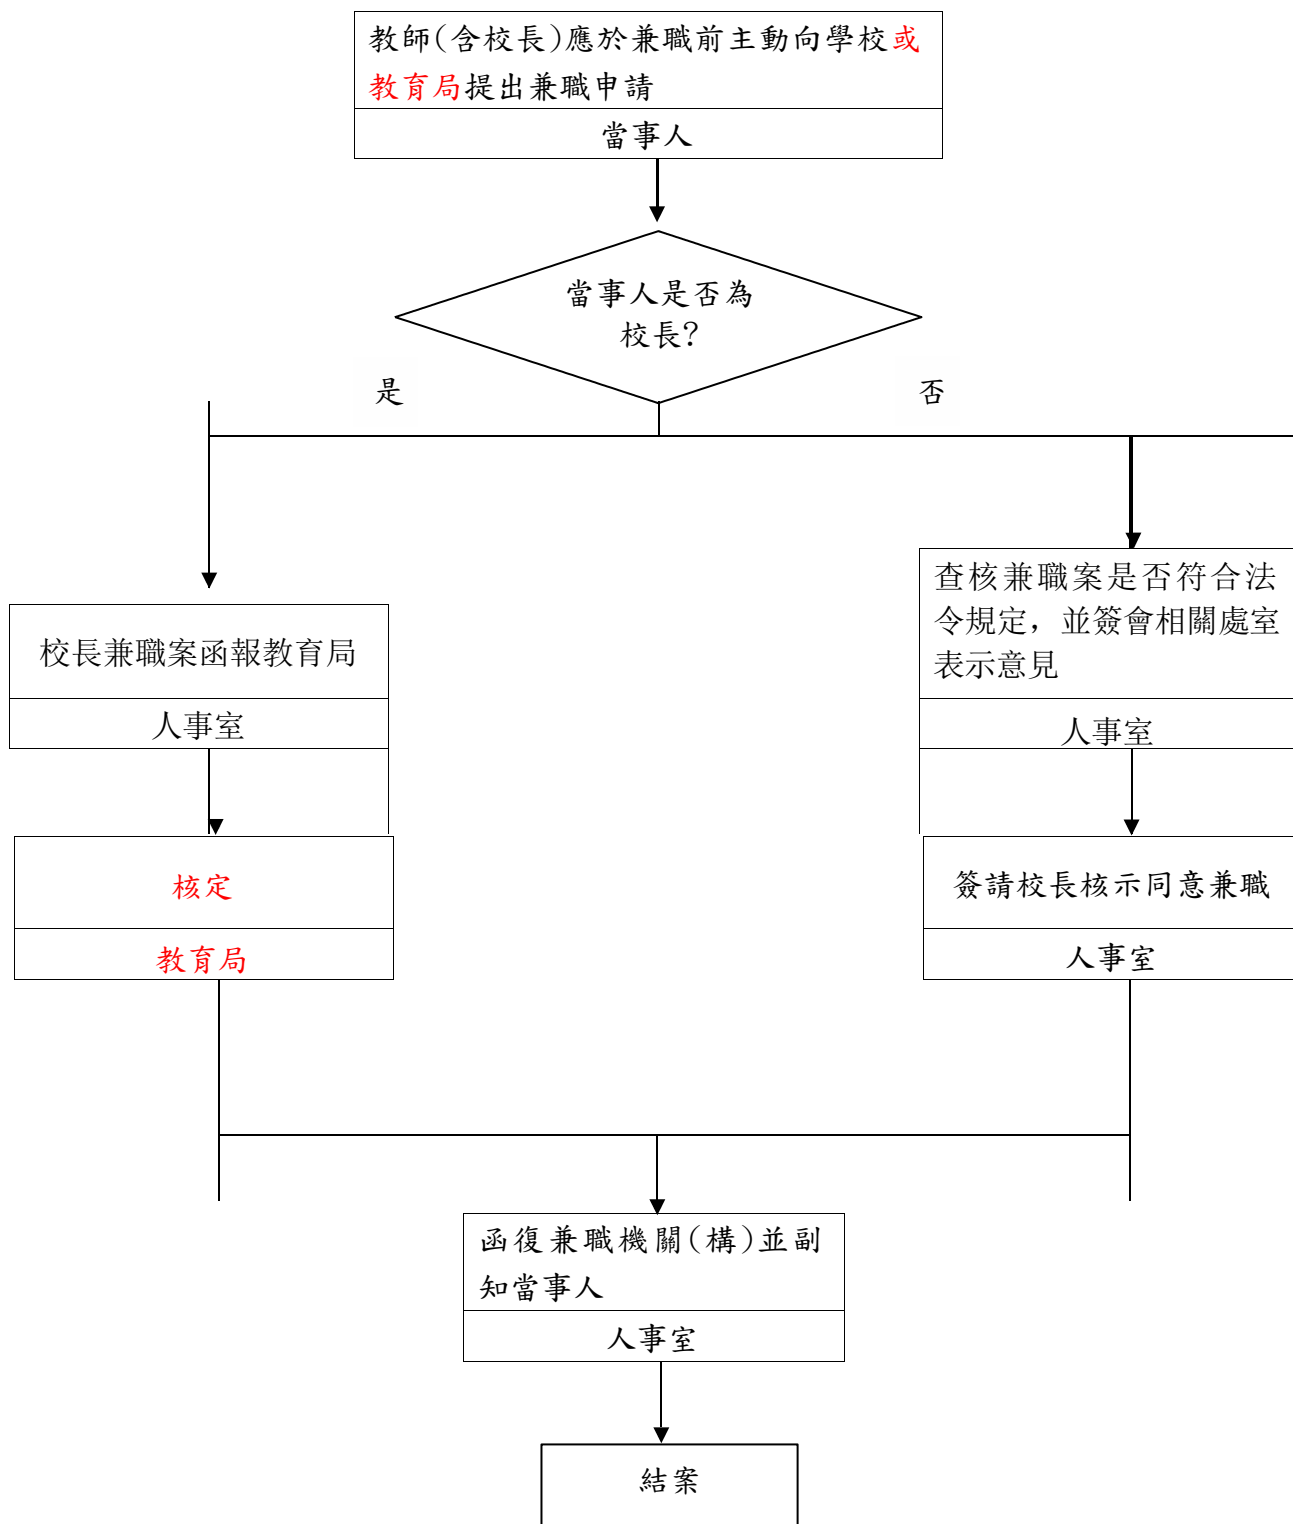 教師(含校長)應於兼職前主動向學校或
教育局提出兼職申請
當事人
當事人是否為
校長?
是
否
校長兼職案函報教育局
人事室
核定
教育局
查核兼職案是否符合法
令規定，並簽會相關處室
表示意見
人事室
簽請校長核示同意兼職
人事室
函復兼職機關(構)並副
知當事人
人事室
結案